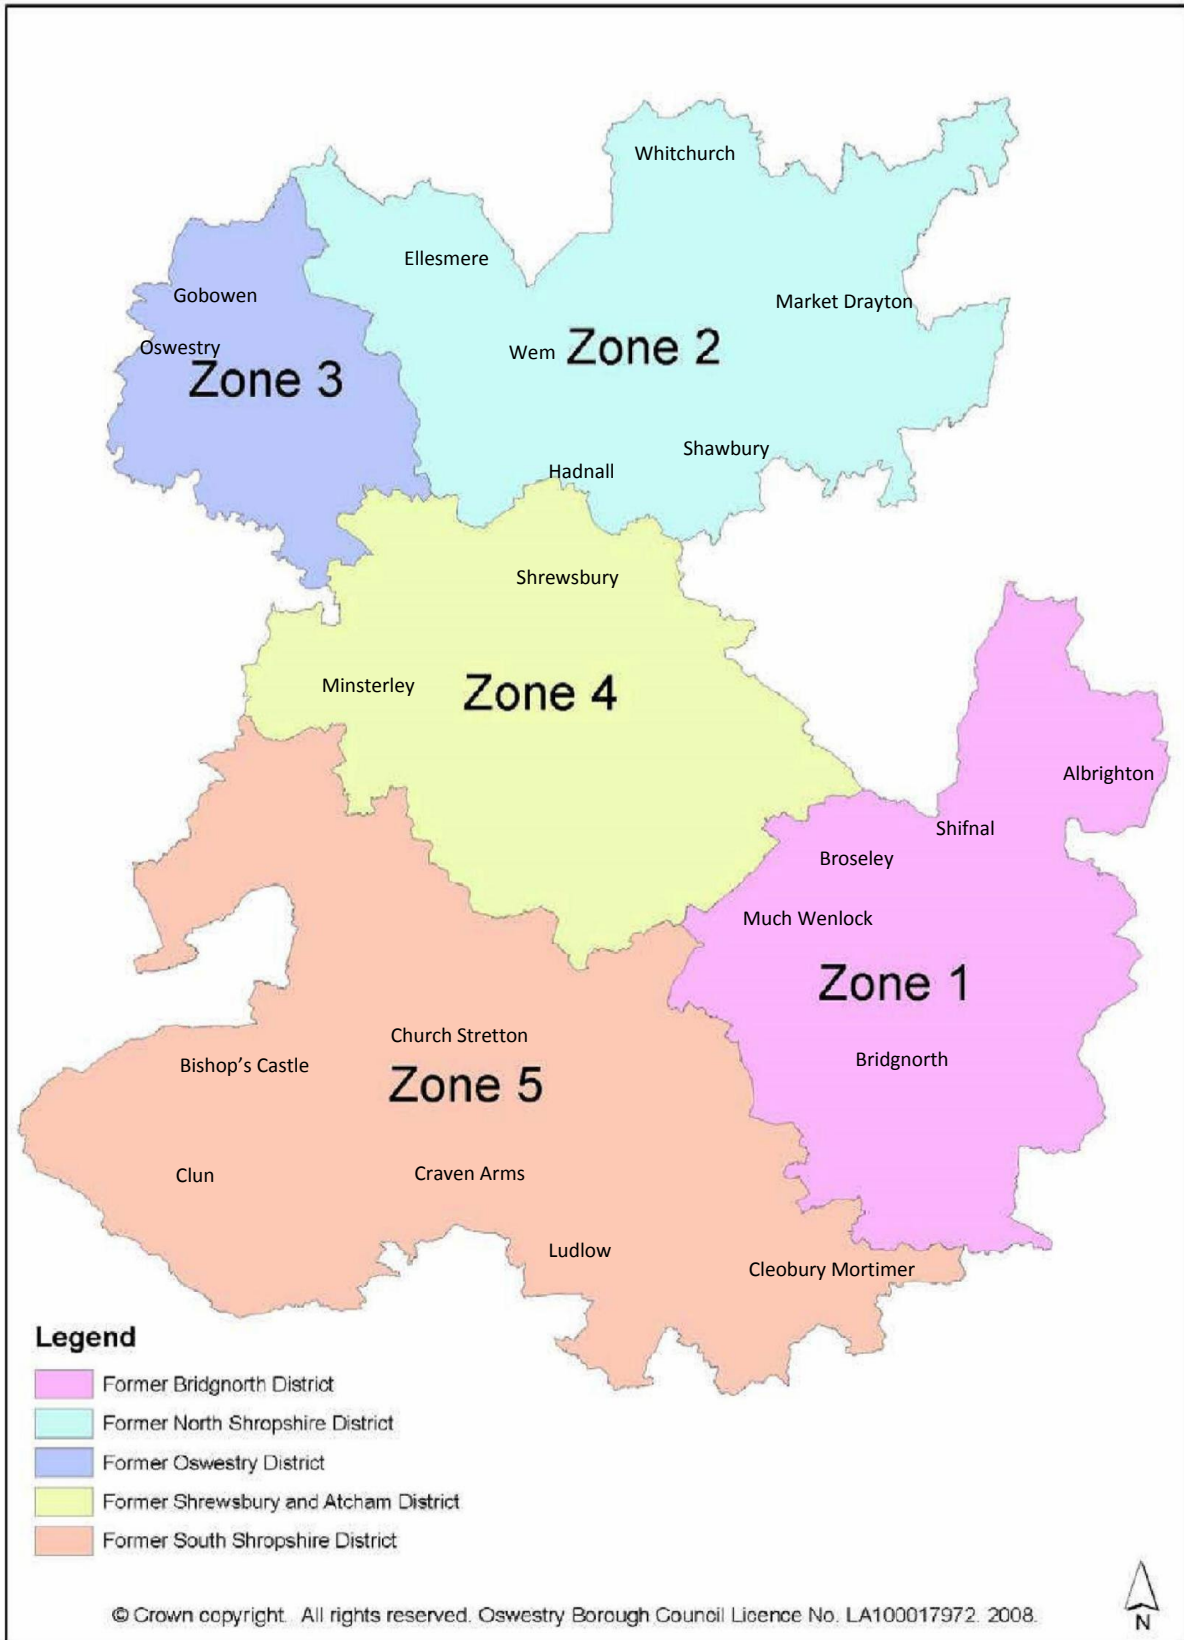 Whitchurch
Ellesmere
Gobowen
Market Drayton
Oswestry
Wem
Zone 2
Zone 3
Shawbury
Hadnall
Shrewsbury
Minsterley
Zone 4
Albrighton
Shifnal
Broseley
Much Wenlock
Zone 1
Church Stretton
Bishop’s Castle
Bridgnorth
Zone 5
Clun
Craven Arms
Ludlow
Cleobury Mortimer
Legend
Former Bridgnorth District
Former North Shropshire District
Former Oswestry District
Former Shrewsbury and Atcham District
Former South Shropshire District
© Crown copyright. All rights reserved. Oswestry Borough Council Licence No. LA100017972. 2008.
N